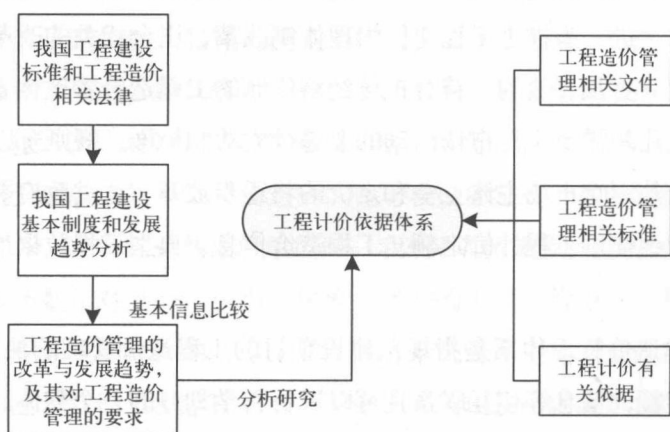 我国工程建设
标准和工程造价
相关法律
我国工程建设
基本制度和发展
趋势分析
基本信息比较
工程造价管理的
改革与发展趋势，
及其对工程造价
管理的要求
分析研究
工程计价依据体系
工程造价管
理相关文件
工程造价管
理相关标准
工程计价有
关依据